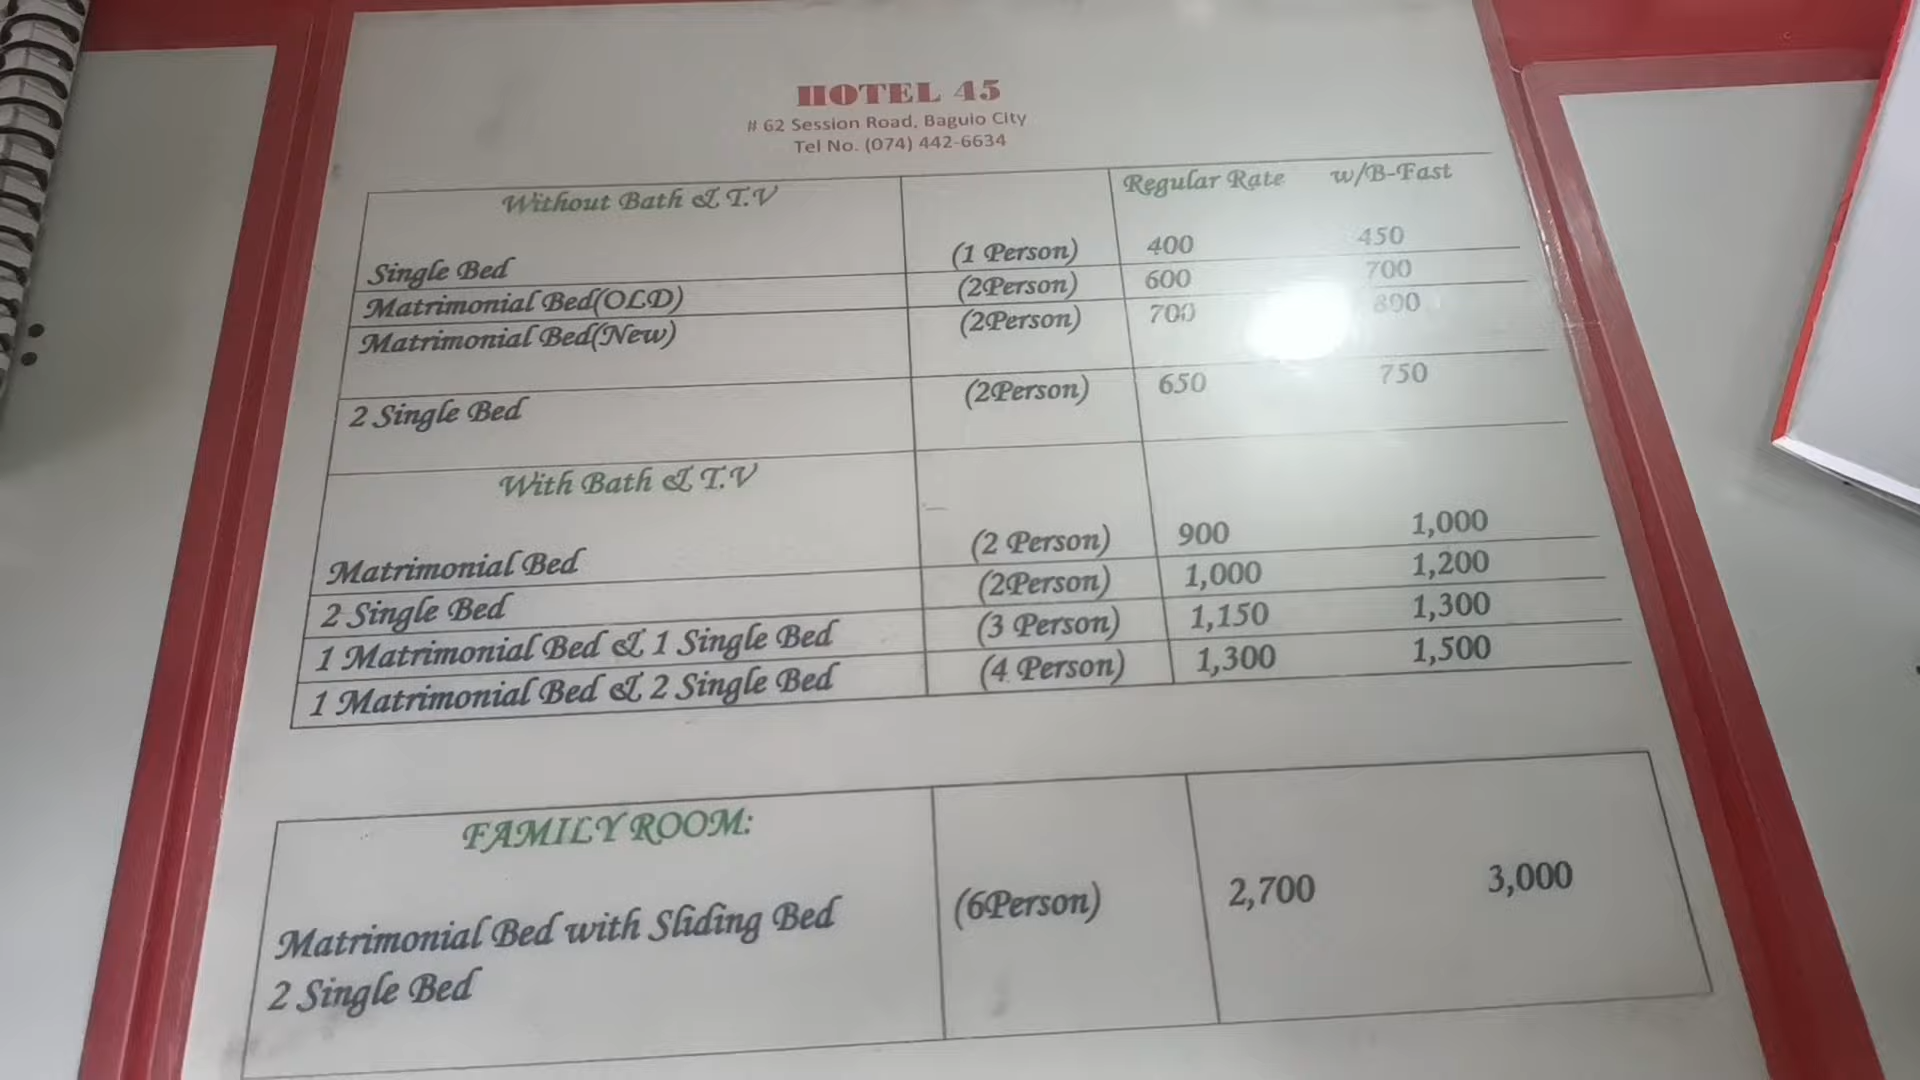 HOTEL 45
# 62 Session Road, Baguio City
Tel No. (074) 442-6634
Without Bath & T.V Regular Rate w/B-Fast
Single Bed (1 Person) 400 450
Matrimonial Bed(OLD) (2Person) 600 700
Matrimonial Bed(New) (2Person) 700 800
2 Single Bed (2Person) 650 750
With Bath & T.V
Matrimonial Bed (2 Person) 900 1,000
2 Single Bed (2Person) 1,000 1,200
1 Matrimonial Bed & 1 Single Bed (3 Person) 1,150 1,300
1 Matrimonial Bed & 2 Single Bed (4 Person) 1,300 1,500
FAMILY ROOM:
Matrimonial Bed with Sliding Bed (6Person) 2,700 3,000
2 Single Bed